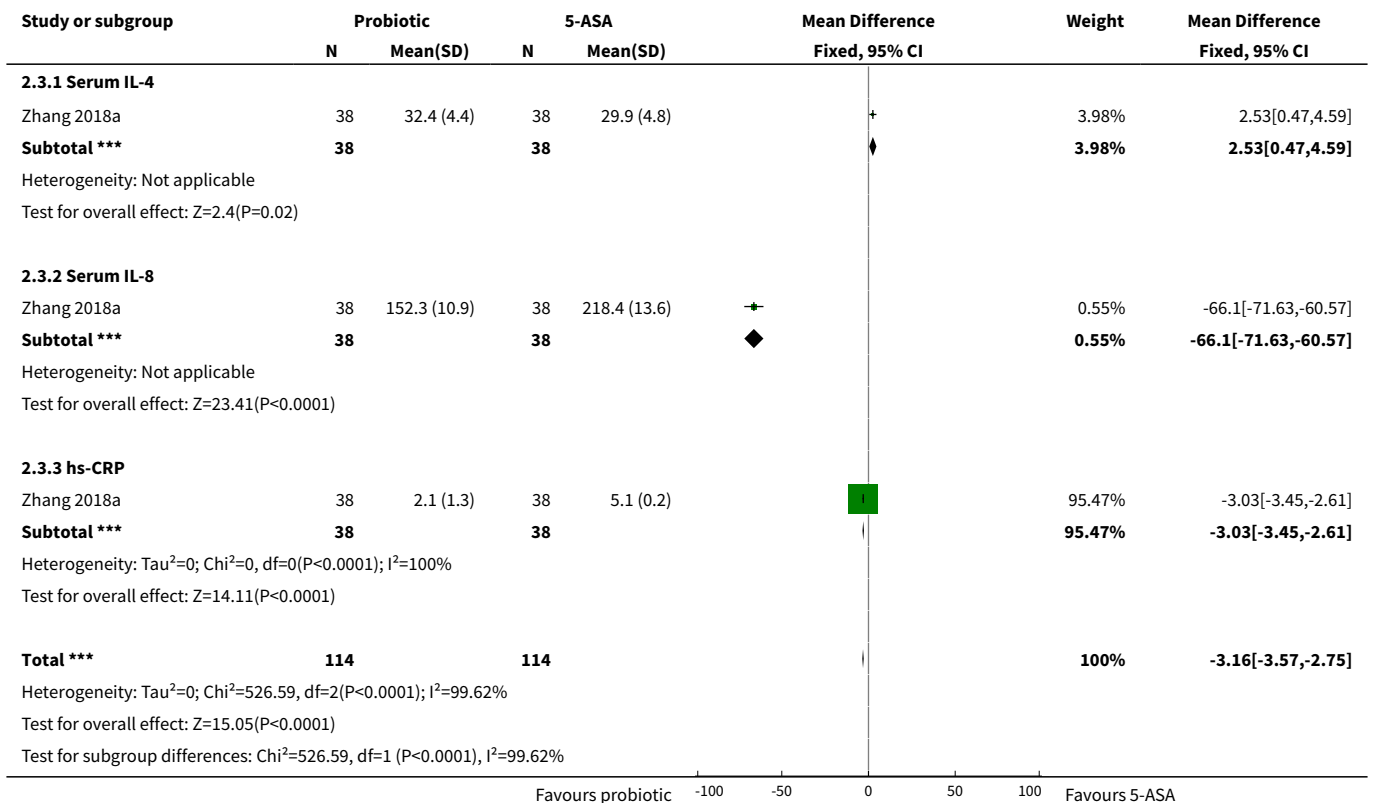 Study or subgroup Probiotic 5-ASA Mean Difference Weight Mean Difference
N Mean(SD) N Mean(SD) Fixed, 95% CI Fixed, 95% CI
2.3.1 Serum IL-4
Zhang 2018a 38 32.4 (4.4) 38 29.9 (4.8) 3.98% 2.53[0.47,4.59]
Subtotal *** 38 38 3.98% 2.53[0.47,4.59]
Heterogeneity: Not applicable
Test for overall effect: Z=2.4(P=0.02)
2.3.2 Serum IL-8
Zhang 2018a 38 152.3 (10.9) 38 218.4 (13.6) 0.55% -66.1[-71.63,-60.57]
Subtotal *** 38 38 0.55% -66.1[-71.63,-60.57]
Heterogeneity: Not applicable
Test for overall effect: Z=23.41(P<0.0001)
2.3.3 hs-CRP
Zhang 2018a 38 2.1 (1.3) 38 5.1 (0.2) 95.47% -3.03[-3.45,-2.61]
Subtotal *** 38 38 95.47% -3.03[-3.45,-2.61]
Heterogeneity: Tau²=0; Chi²=0, df=0(P<0.0001); I²=100%
Test for overall effect: Z=14.11(P<0.0001)
Total *** 114 114 100% -3.16[-3.57,-2.75]
Heterogeneity: Tau²=0; Chi²=526.59, df=2(P<0.0001); I²=99.62%
Test for overall effect: Z=15.05(P<0.0001)
Test for subgroup differences: Chi²=526.59, df=1 (P<0.0001), I²=99.62%
Favours probiotic -100 -50 0 50 100 Favours 5-ASA